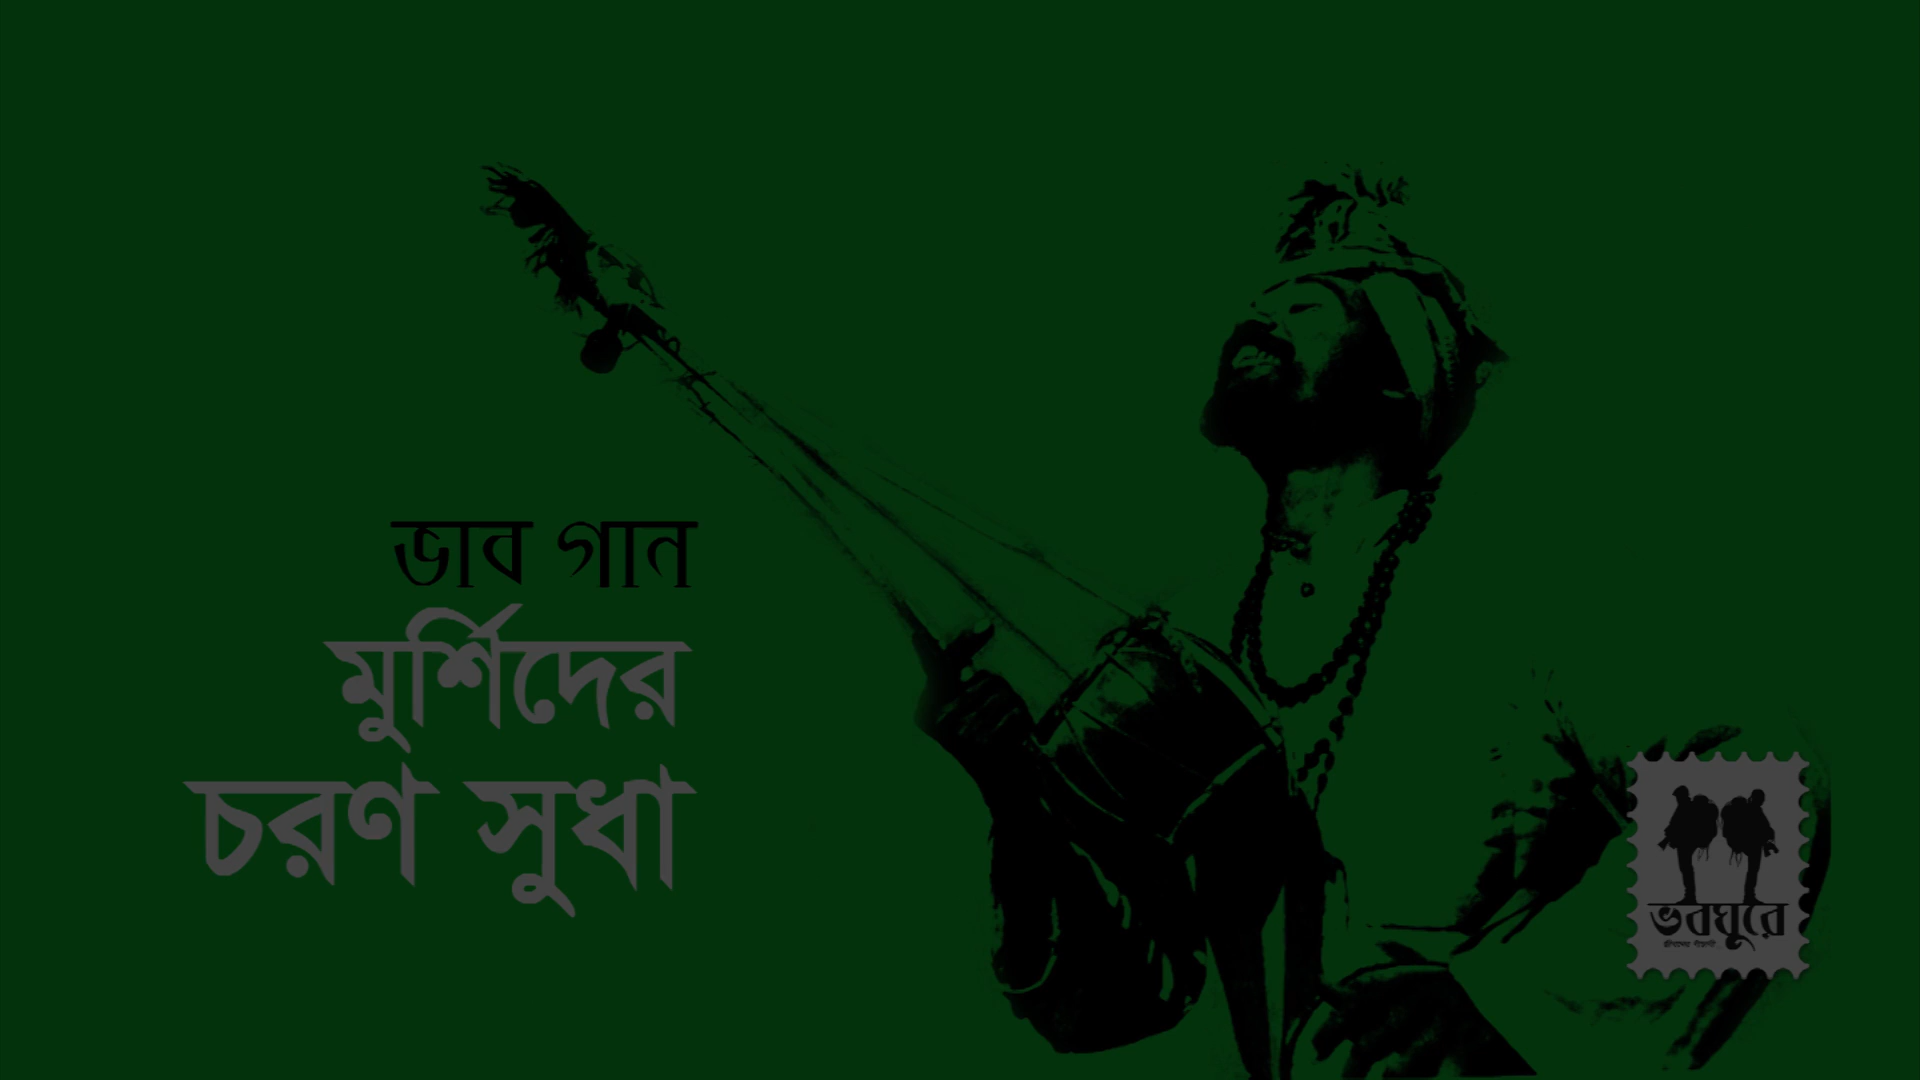 ভাব গান
মুর্শিদের
চরণ সুধা
ভবঘুরে